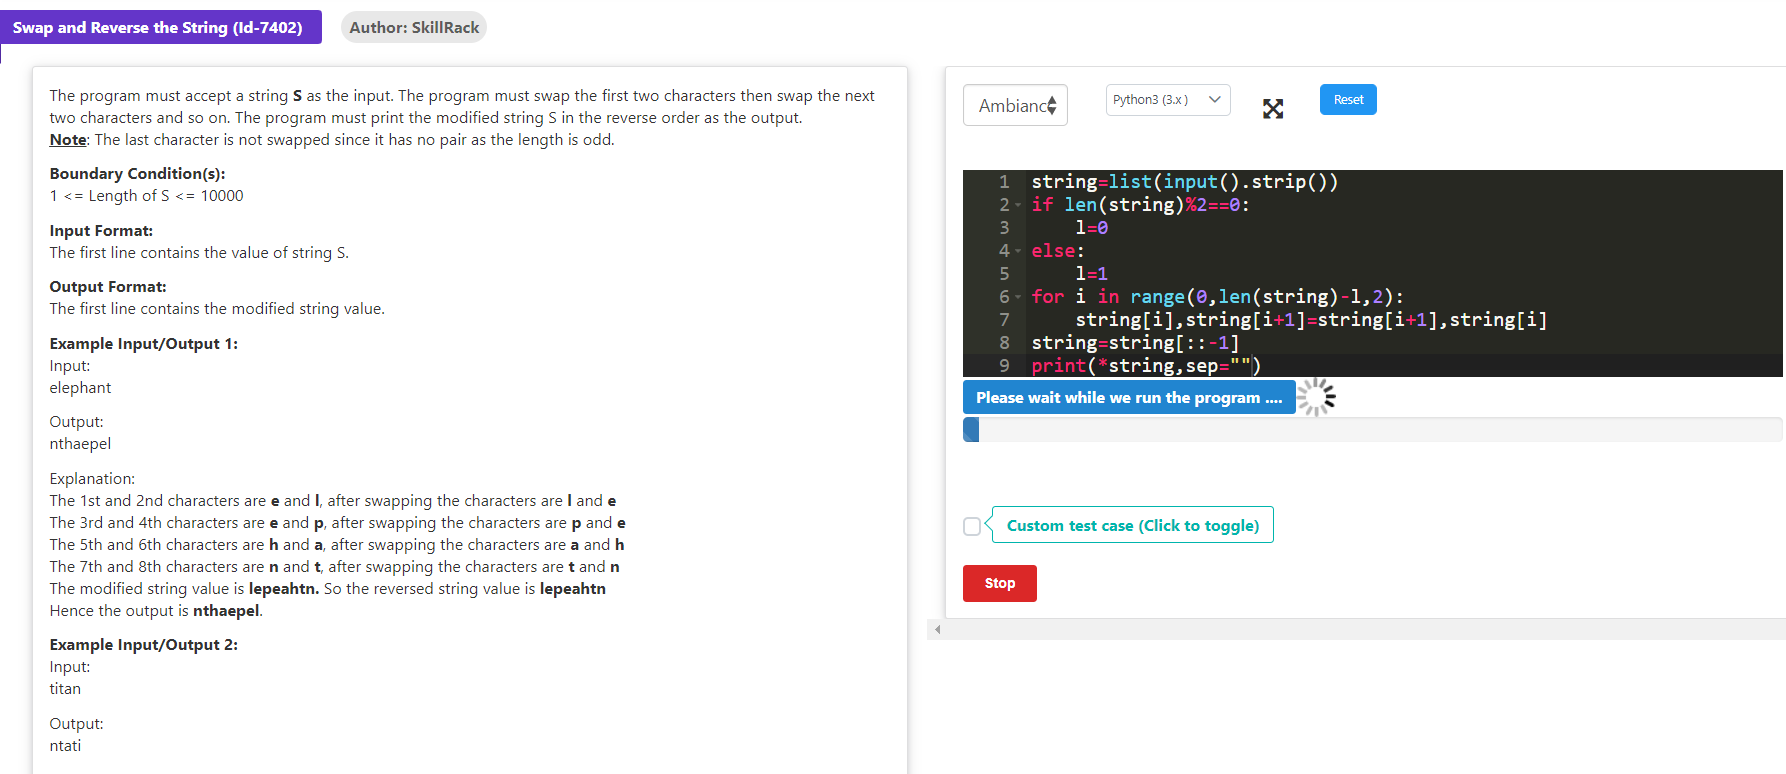 Swap and Reverse the String (Id-7402)
Author: SkillRack
The program must accept a string S as the input. The program must swap the first two characters then swap the next
two characters and so on. The program must print the modified string S in the reverse order as the output.
Note: The last character is not swapped since it has no pair as the length is odd.
Boundary Condition(s):
1 <= Length of S <= 10000
Input Format:
The first line contains the value of string S.
Output Format:
The first line contains the modified string value.
Example Input/Output 1:
Input:
elephant
Output:
nthaepel
Explanation:
The 1st and 2nd characters are e and l, after swapping the characters are l and e
The 3rd and 4th characters are e and p, after swapping the characters are p and e
The 5th and 6th characters are h and a, after swapping the characters are a and h
The 7th and 8th characters are n and t, after swapping the characters are t and n
The modified string value is lepeahtn. So the reversed string value is lepeahtn
Hence the output is nthaepel.
Example Input/Output 2:
Input:
titan
Output:
ntati
Ambianc
Python3 (3.x)
Reset
1 string=list(input().strip())
2 if len(string)%2==0:
3     l=0
4 else:
5     l=1
6 for i in range(0,len(string)-l,2):
7     string[i],string[i+1]=string[i+1],string[i]
8 string=string[::-1]
9 print(*string,sep="")
Please wait while we run the program ....
Custom test case (Click to toggle)
Stop